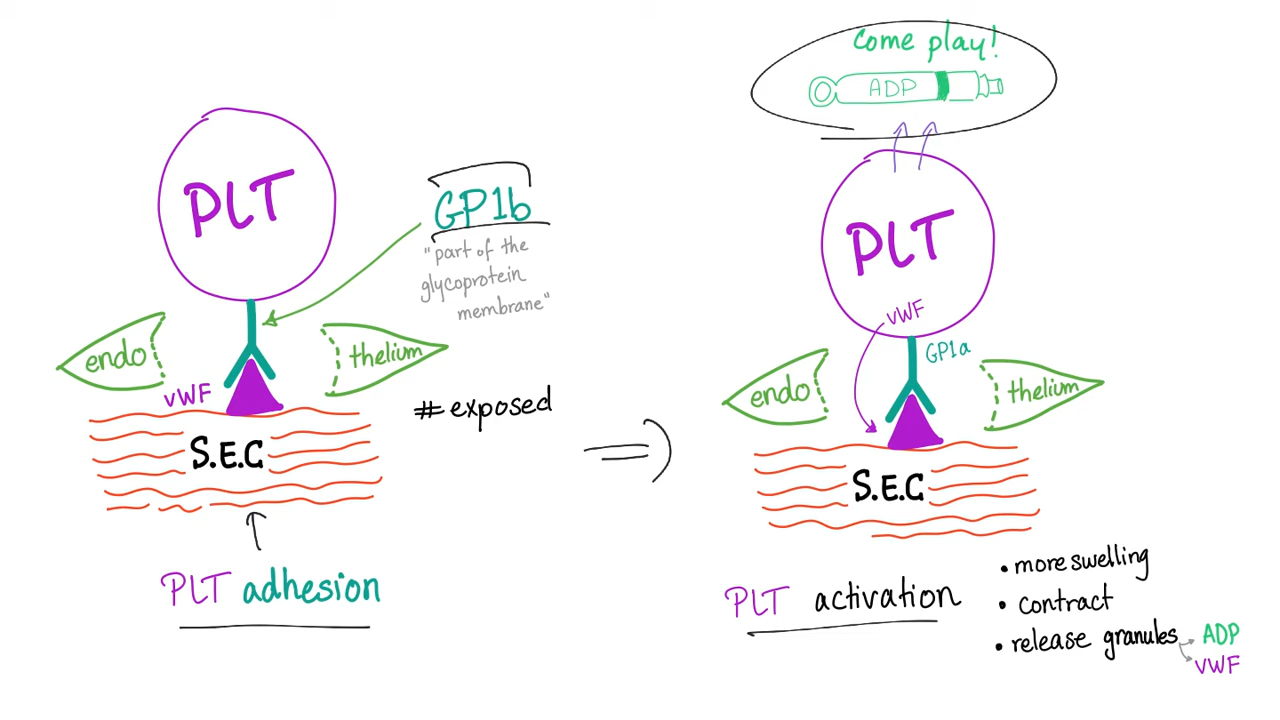 PLT
GP1b
"part of the
glycoprotein
membrane"
endo
thelium
vWF
#exposed
S.E.C
PLT adhesion
come play!
ADP
PLT
vWF
GP1a
endo
thelium
S.E.C
PLT activation
• more swelling
• contract
• release granules
ADP
vWF